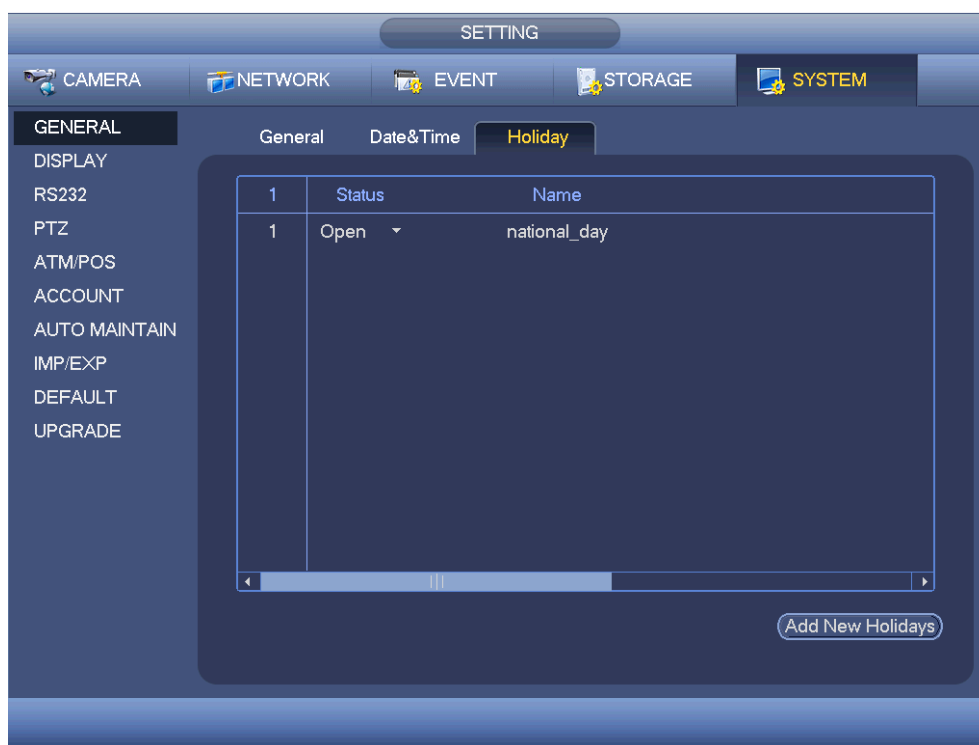 SETTING
CAMERA NETWORK EVENT STORAGE SYSTEM
GENERAL
DISPLAY
RS232
PTZ
ATM/POS
ACCOUNT
AUTO MAINTAIN
IMP/EXP
DEFAULT
UPGRADE
General Date&Time Holiday
1 Status Name
1 Open national_day
Add New Holidays